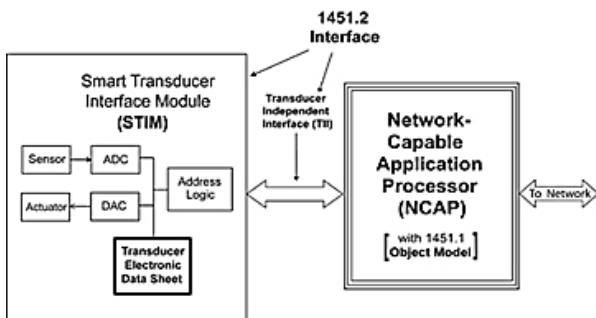 1451.2
Interface
Smart Transducer
Interface Module
(STIM)
Sensor
ADC
Actuator
DAC
Address
Logic
Transducer
Electronic
Data Sheet
Transducer
Independent
Interface (TII)
Network-
Capable
Application
Processor
(NCAP)
[ with 1451.1
Object Model ]
To Network